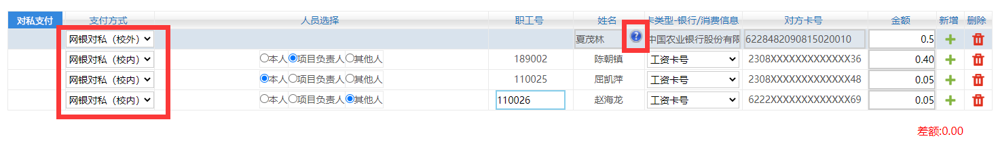 对私支付 支付方式 人员选择 职工号 姓名 卡类型-银行/消费信息 对方卡号 金额 新增 删除
网银对私（校外） 夏茂林 ? 中国农业银行股份有限 6228482090815020010 0.5
网银对私（校内） 本人 项目负责人 其他人 189002 陈朝镇 工资卡号 2308XXXXXXXXXXXXX36 0.40
网银对私（校内） 本人 项目负责人 其他人 110025 屈凯萍 工资卡号 2308XXXXXXXXXXXXX48 0.05
网银对私（校内） 本人 项目负责人 其他人 110026 赵海龙 工资卡号 6222XXXXXXXXXXXXX69 0.05
差额:0.00